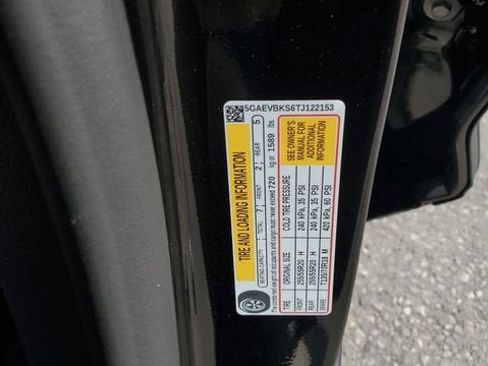 5GAEVBKS6TJ122153
TIRE AND LOADING INFORMATION
SEATING CAPACITY TOTAL 7 FRONT 2 REAR 5
The combined weight of occupants and cargo must never exceed 720 kg or 1589 lbs.
TIRE ORIGINAL SIZE COLD TIRE PRESSURE
FRONT 255/55R20 H 240 kPa, 35 PSI
REAR 255/55R20 H 240 kPa, 35 PSI
SPARE T135/70R18 M 420 kPa, 60 PSI
SEE OWNER'S
MANUAL FOR
ADDITIONAL
INFORMATION